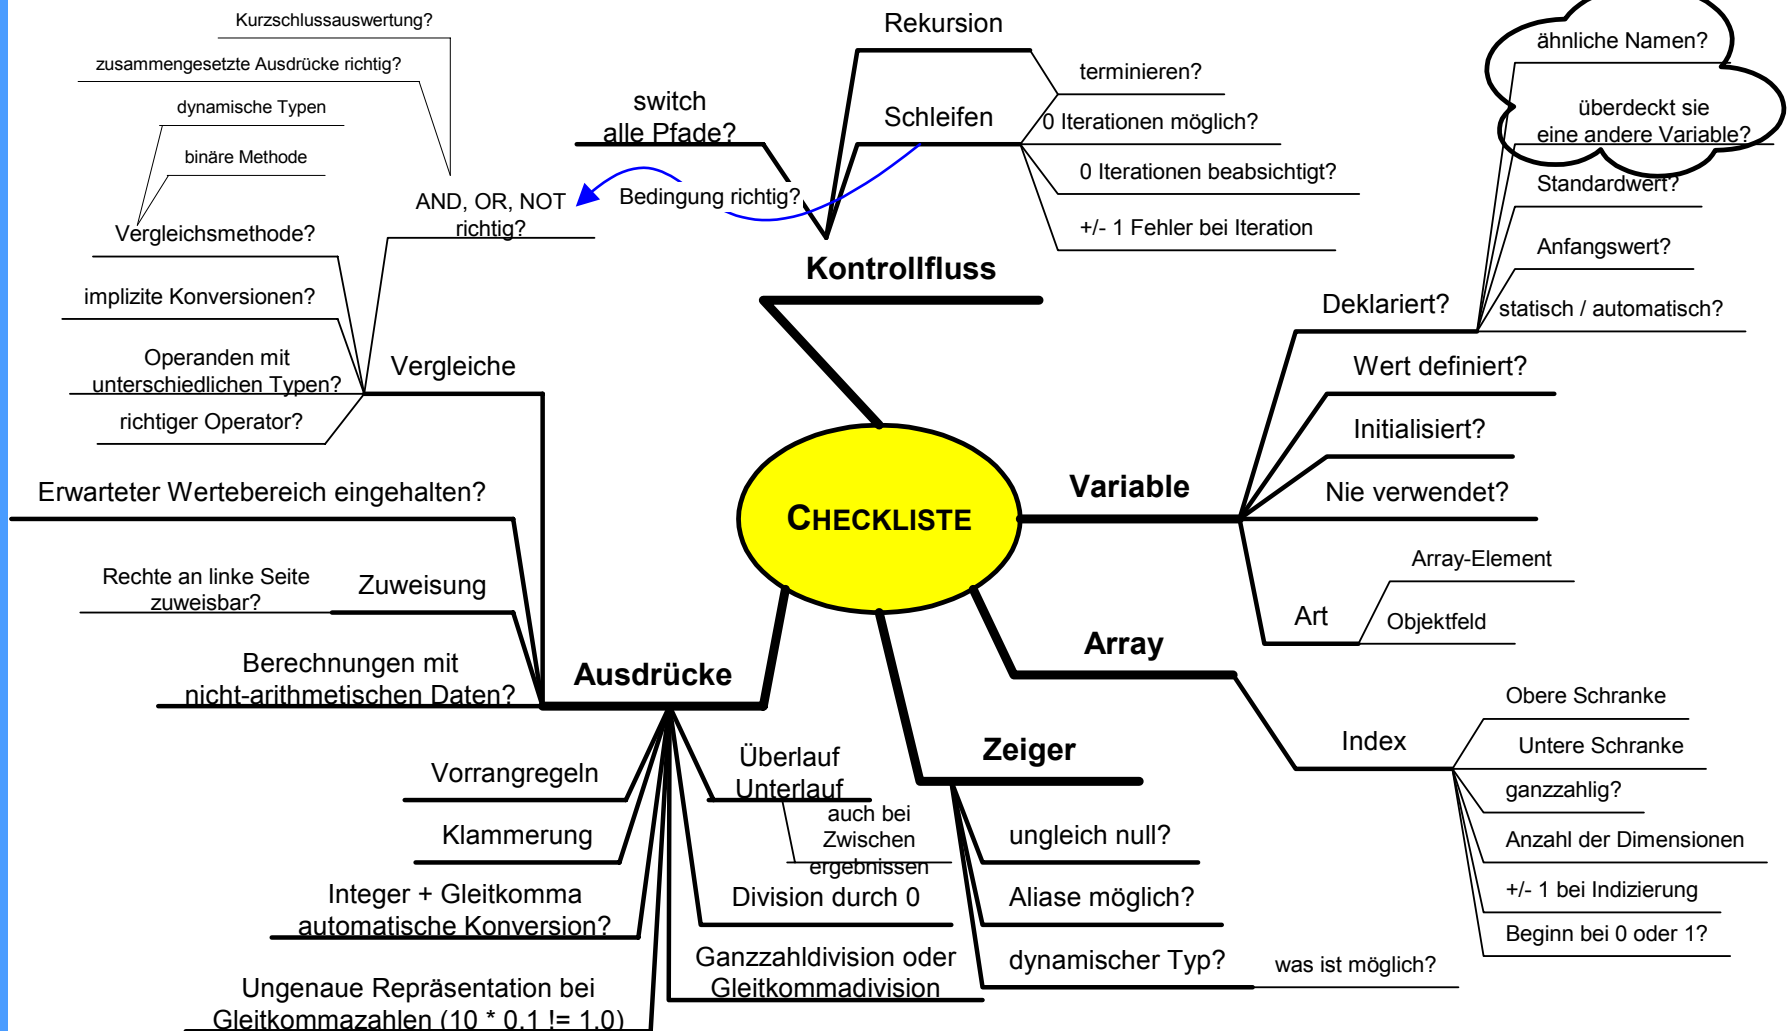 CHECKLISTE
Kontrollfluss
Rekursion
Schleifen
terminieren?
0 Iterationen möglich?
0 Iterationen beabsichtigt?
+/- 1 Fehler bei Iteration
switch
alle Pfade?
Bedingung richtig?
Variable
Deklariert?
ähnliche Namen?
überdeckt sie
eine andere Variable?
Standardwert?
Anfangswert?
statisch / automatisch?
Wert definiert?
Initialisiert?
Nie verwendet?
Art
Array-Element
Objektfeld
Array
Index
Obere Schranke
Untere Schranke
ganzzahlig?
Anzahl der Dimensionen
+/- 1 bei Indizierung
Beginn bei 0 oder 1?
Zeiger
ungleich null?
Aliase möglich?
dynamischer Typ?
was ist möglich?
Ausdrücke
Vergleiche
Kurzschlussauswertung?
zusammengesetzte Ausdrücke richtig?
AND, OR, NOT
richtig?
dynamische Typen
binäre Methode
Vergleichsmethode?
implizite Konversionen?
Operanden mit
unterschiedlichen Typen?
richtiger Operator?
Erwarteter Wertebereich eingehalten?
Zuweisung
Rechte an linke Seite
zuweisbar?
Berechnungen mit
nicht-arithmetischen Daten?
Vorrangregeln
Klammerung
Integer + Gleitkomma
automatische Konversion?
Ungenaue Repräsentation bei
Gleitkommazahlen (10 * 0.1 != 1.0)
Überlauf
Unterlauf
auch bei
Zwischen
ergebnissen
Division durch 0
Ganzzahldivision oder
Gleitkommadivision